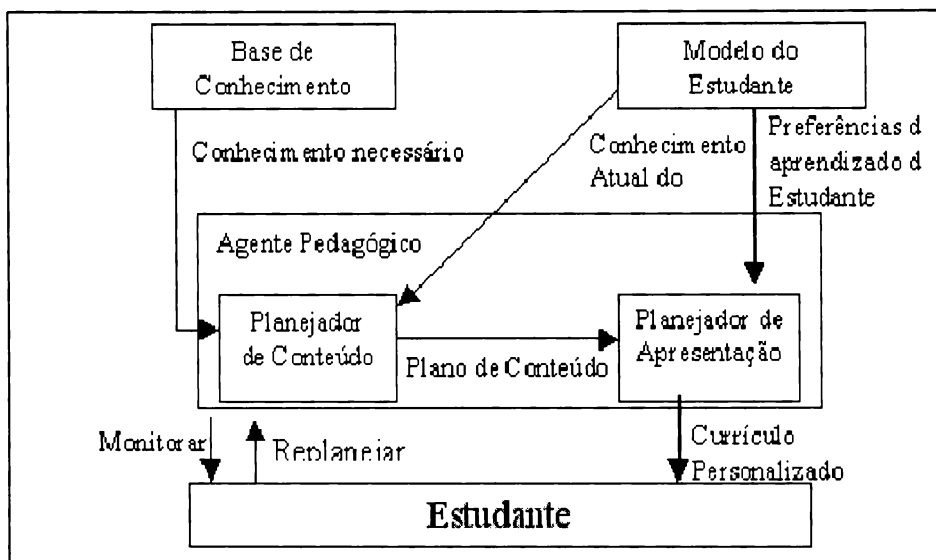 Base de
Conhecimento
Modelo do
Estudante
Conhecimento necessário
Conhecimento
Atual do
Preferências d
aprendizado d
Estudante
Agente Pedagógico
Planejador
de Conteúdo
Plano de Conteúdo
Planejador de
Apresentação
Monitorar
Replanejar
Currículo
Personalizado
Estudante